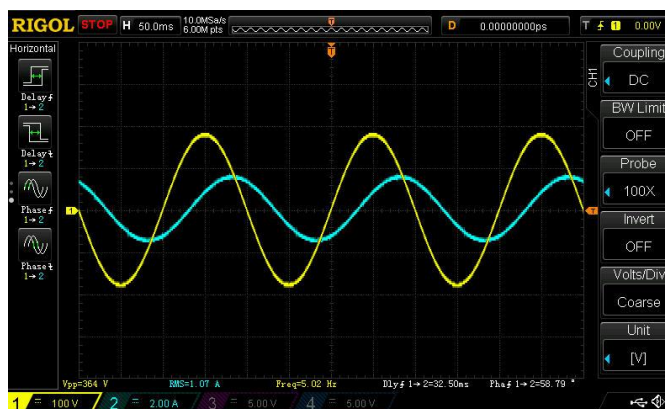 RIGOL STOP H 50.0ms 10.0MSa/s 6.00M pts T D 0.00000000ps T 1 0.00V
Horizontal
Delay
1→2
Delay
1→2
Phase
1→2
Phase
1→2
T
1
T
CH1
Coupling
DC
BW Limit
OFF
Probe
100X
Invert
OFF
Volts/Div
Coarse
Unit
[V]
Vpp=364 V RMS=1.07 A Freq=5.02 Hz Dly 1→2=32.50ms Pha 1→2=58.79 °
1 = 100 V 2 = 2.00 A 3 = 5.00 V 4 = 5.00 V